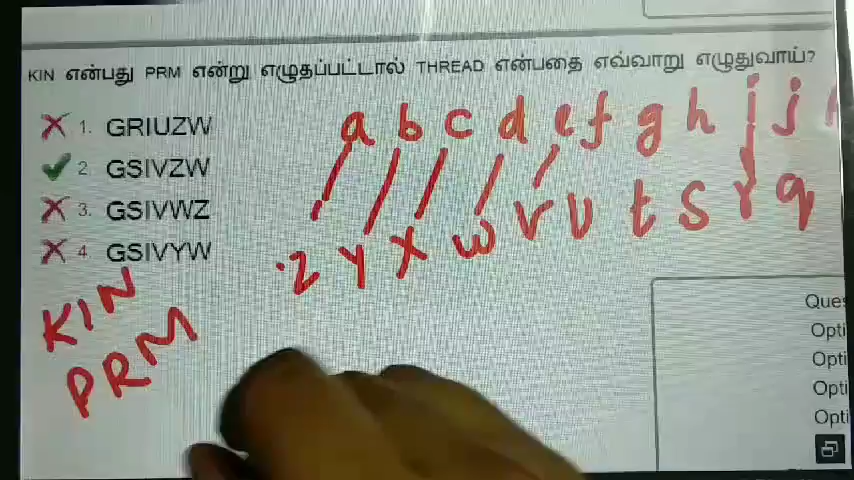 KIN என்பது PRM என்று எழுதப்பட்டால் THREAD என்பதை எவ்வாறு எழுதுவாய்?
1. GRIUZW
2 GSIVZW
3. GSIVWZ
4 GSIVYW
a b c d e f g h i j
z y x w v u t s r q
KIN
PRM
Ques
Opti
Opti
Opti
Opti